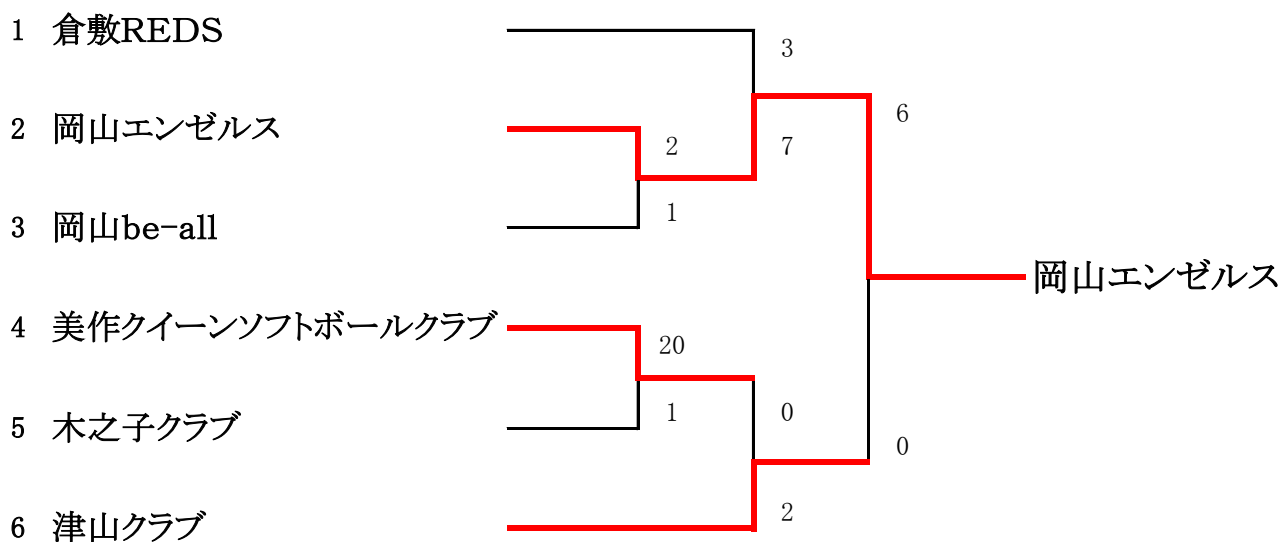 1 倉敷REDS
3
6
2 岡山エンゼルス
2
7
1
3 岡山be-all
岡山エンゼルス
4 美作クイーンソフトボールクラブ
20
1
0
0
5 木之子クラブ
2
6 津山クラブ